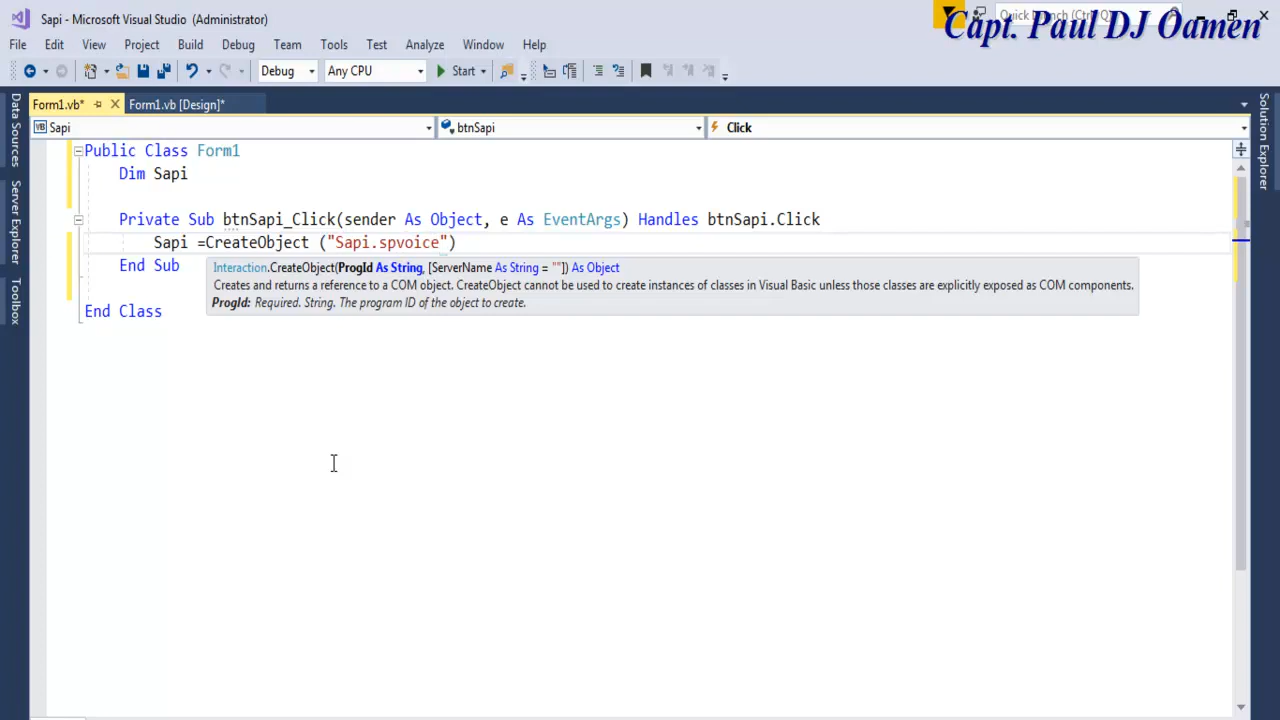 Sapi - Microsoft Visual Studio (Administrator)
Quick Launch (Ctrl+Q)
Capt. Paul DJ Oamen
File Edit View Project Build Debug Team Tools Test Analyze Window Help
Debug Any CPU Start
Form1.vb* Form1.vb [Design]*
Sapi btnSapi Click
Data Sources
Server Explorer
Toolbox
Solution Explorer
Public Class Form1
Dim Sapi
Private Sub btnSapi_Click(sender As Object, e As EventArgs) Handles btnSapi.Click
Sapi =CreateObject ("Sapi.spvoice")
End Sub
Interaction.CreateObject(ProgId As String, [ServerName As String = ""]) As Object
Creates and returns a reference to a COM object. CreateObject cannot be used to create instances of classes in Visual Basic unless those classes are explicitly exposed as COM components.
ProgId: Required. String. The program ID of the object to create.
End Class